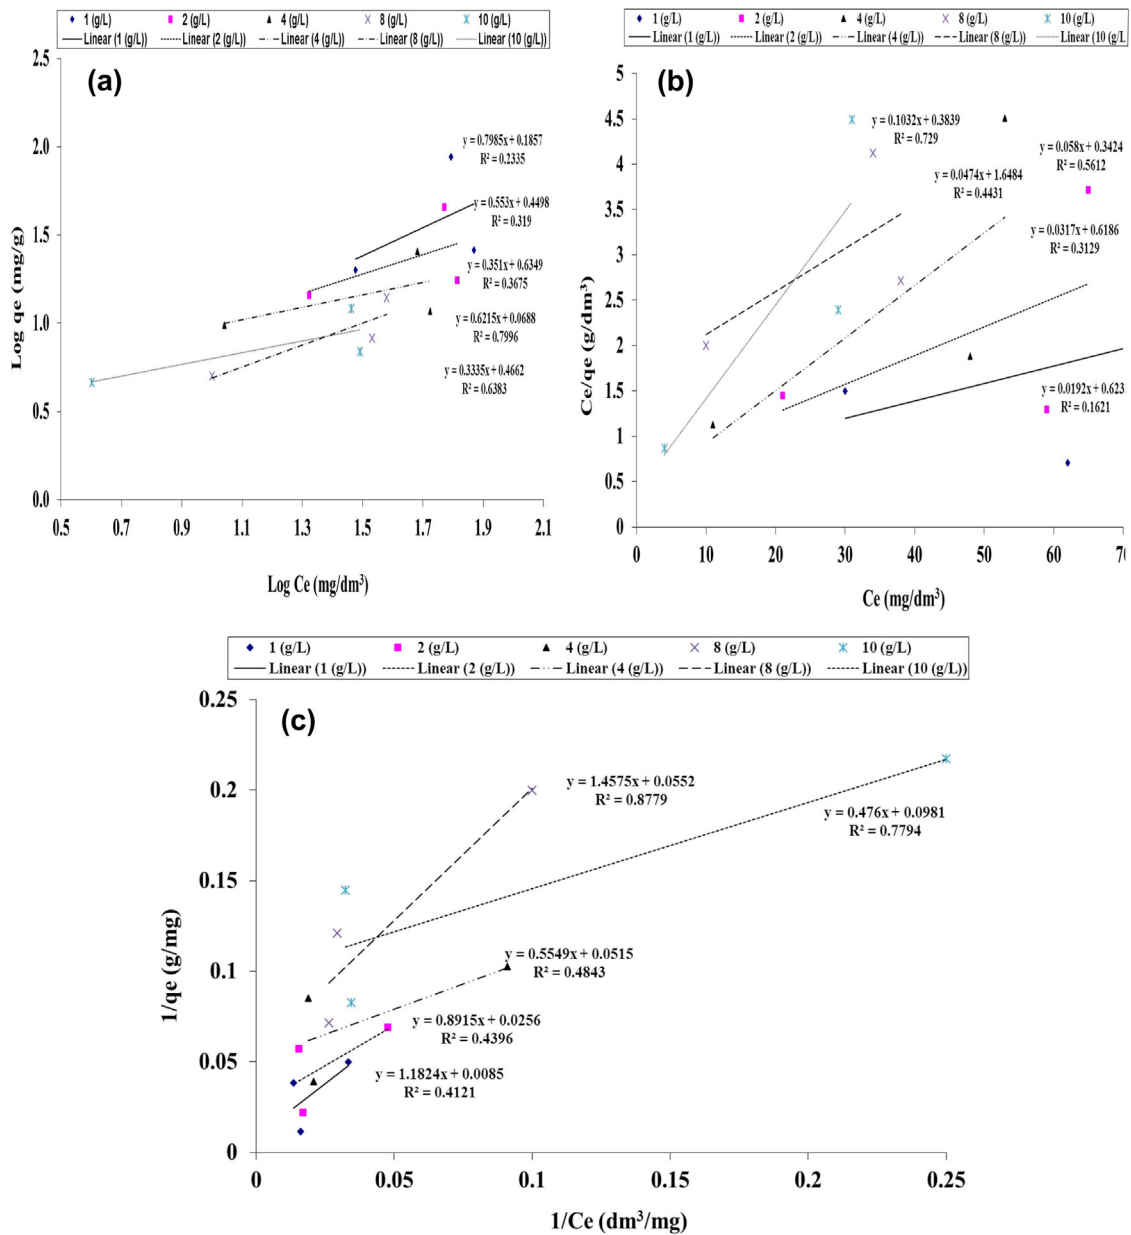 1 (g/L) 2 (g/L) 4 (g/L) 8 (g/L) 10 (g/L)
Linear (1 (g/L)) Linear (2 (g/L)) Linear (4 (g/L)) Linear (8 (g/L)) Linear (10 (g/L))
(a)
2.5
2.0
1.5
1.0
0.5
0.0
Log qe (mg/g)
y = 0.7985x + 0.1857
R² = 0.2335
y = 0.553x + 0.4498
R² = 0.319
y = 0.351x + 0.6349
R² = 0.3675
y = 0.6215x + 0.0688
R² = 0.7996
y = 0.3335x + 0.4662
R² = 0.6383
0.5 0.7 0.9 1.1 1.3 1.5 1.7 1.9 2.1
Log Ce (mg/dm³)
1 (g/L) 2 (g/L) 4 (g/L) 8 (g/L) 10 (g/L)
Linear (1 (g/L)) Linear (2 (g/L)) Linear (4 (g/L)) Linear (8 (g/L)) Linear (10 (g/L
(b)
5
4.5
4
3.5
3
2.5
2
1.5
1
0.5
0
Ce/qe (g/dm³)
y = 0.1032x + 0.3839
R² = 0.729
y = 0.058x + 0.3424
R² = 0.5612
y = 0.0474x + 1.6484
R² = 0.4431
y = 0.0317x + 0.6186
R² = 0.3129
y = 0.0192x + 0.623
R² = 0.1621
0 10 20 30 40 50 60 70
Ce (mg/dm³)
1 (g/L) 2 (g/L) 4 (g/L) 8 (g/L) 10 (g/L)
Linear (1 (g/L)) Linear (2 (g/L)) Linear (4 (g/L)) Linear (8 (g/L)) Linear (10 (g/L))
(c)
0.25
0.2
0.15
0.1
0.05
0
1/qe (g/mg)
y = 1.4575x + 0.0552
R² = 0.8779
y = 0.476x + 0.0981
R² = 0.7794
y = 0.5549x + 0.0515
R² = 0.4843
y = 0.8915x + 0.0256
R² = 0.4396
y = 1.1824x + 0.0085
R² = 0.4121
0 0.05 0.1 0.15 0.2 0.25
1/Ce (dm³/mg)